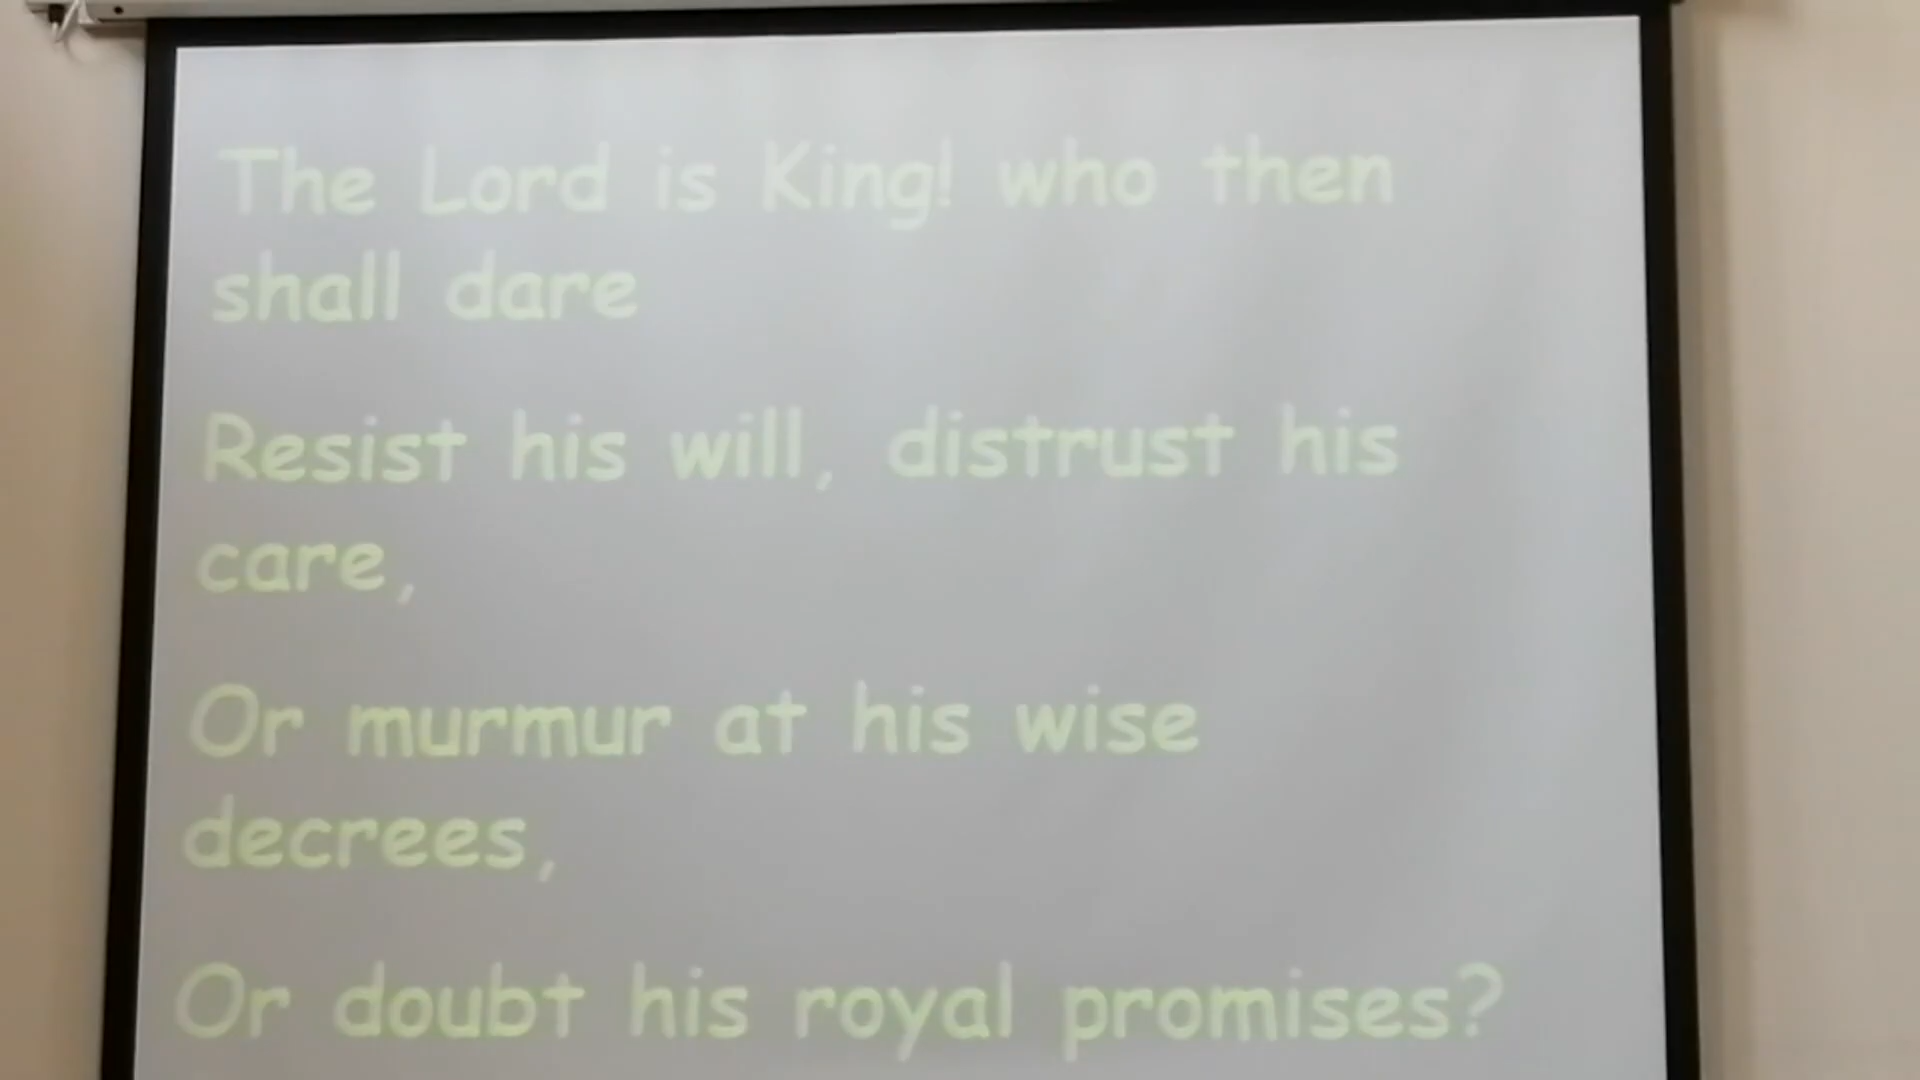 The Lord is King! who then
shall dare
Resist his will, distrust his
care,
Or murmur at his wise
decrees,
Or doubt his royal promises?